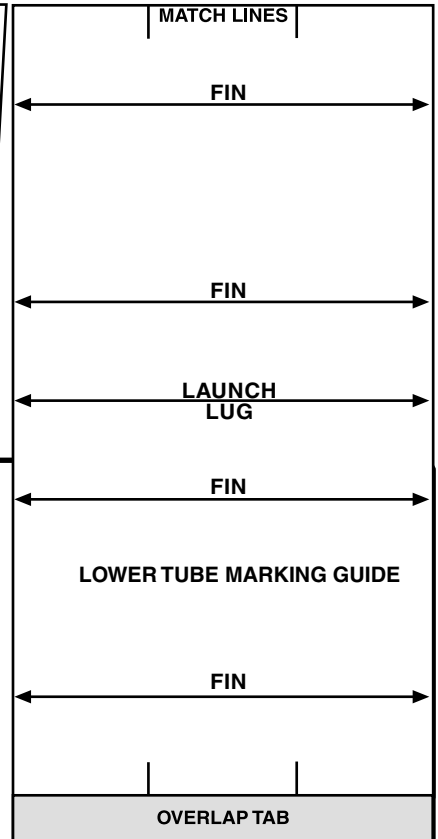 MATCH LINES
FIN
FIN
LAUNCH
LUG
FIN
LOWER TUBE MARKING GUIDE
FIN
OVERLAP TAB